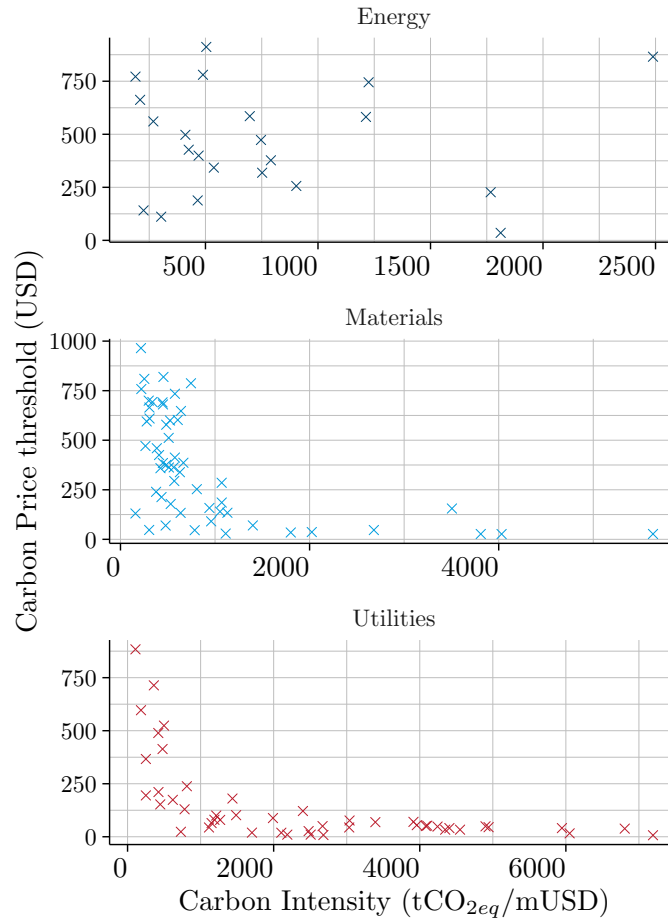 Energy
750
500
250
0
500 1000 1500 2000 2500
Carbon Price threshold (USD)
Materials
1000
750
500
250
0
0 2000 4000
Utilities
750
500
250
0
0 2000 4000 6000
Carbon Intensity (tCO2eq/mUSD)